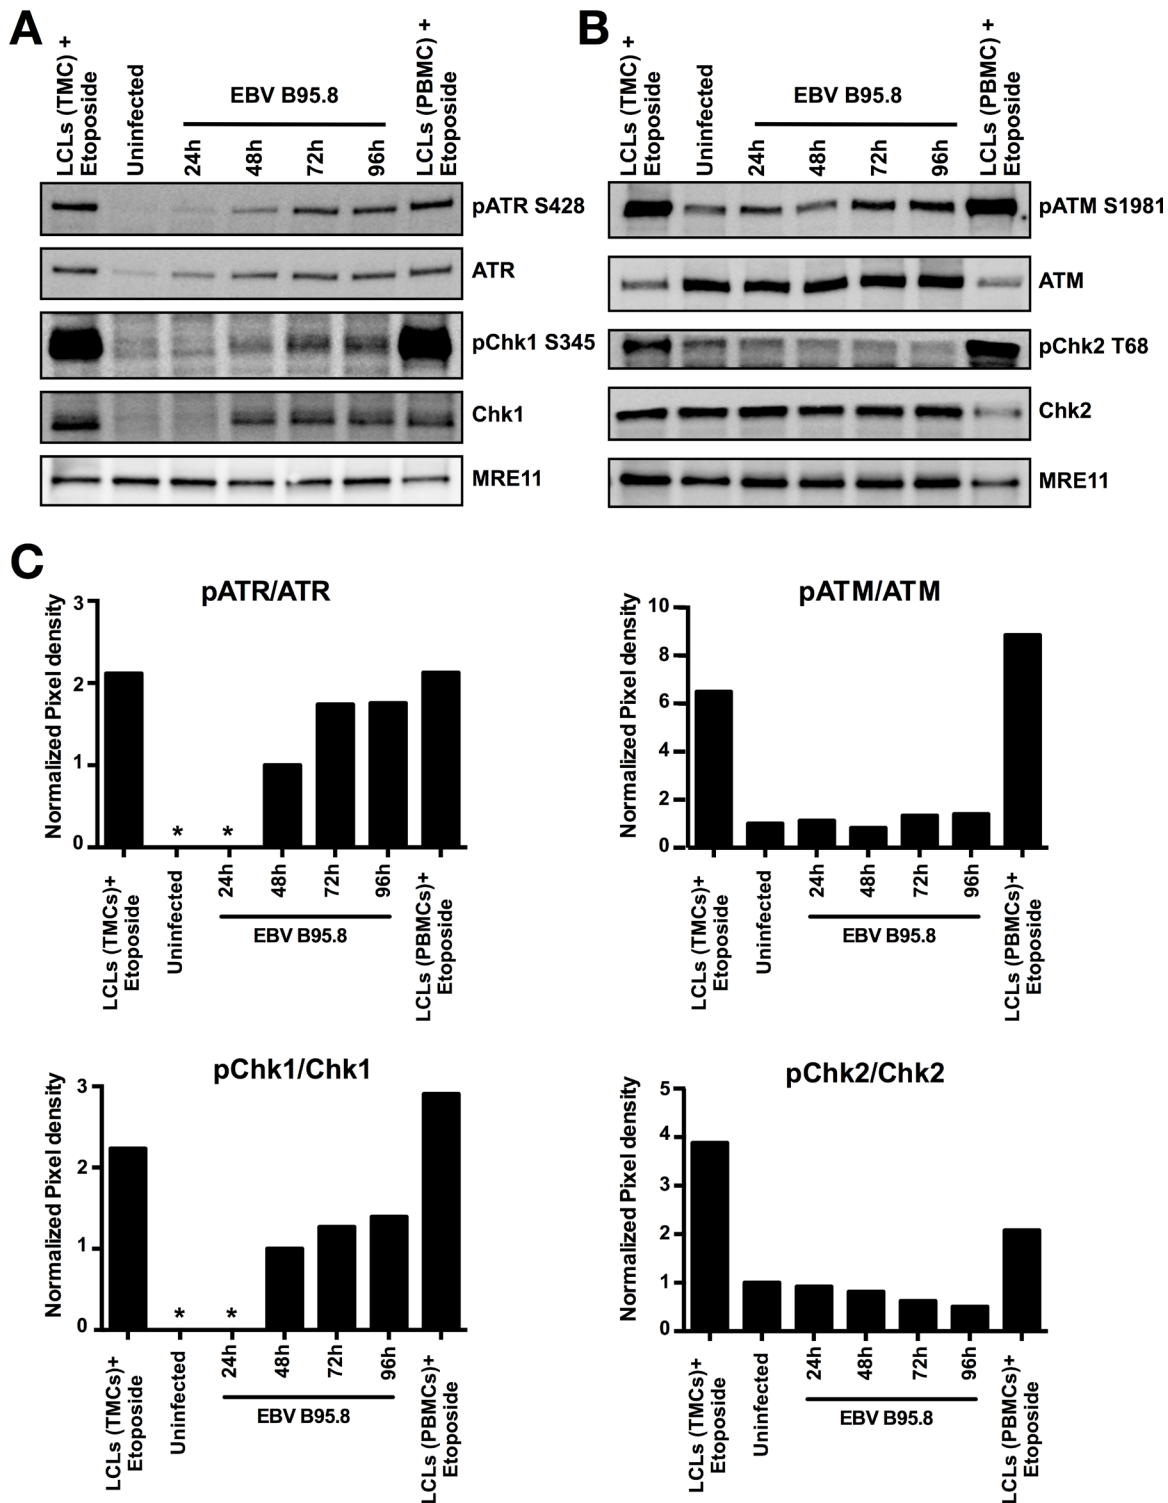 A
LCLs (TMC) +
Etoposide
Uninfected
EBV B95.8
24h
48h
72h
96h
LCLs (PBMC) +
Etoposide
pATR S428
ATR
pChk1 S345
Chk1
MRE11
B
LCLs (TMC) +
Etoposide
Uninfected
EBV B95.8
24h
48h
72h
96h
LCLs (PBMC) +
Etoposide
pATM S1981
ATM
pChk2 T68
Chk2
MRE11
C
pATR/ATR
Normalized Pixel density
3
2
1
0
*
*
LCLs (TMCs)+
Etoposide
Uninfected
24h
48h
72h
96h
EBV B95.8
LCLs (PBMCs)+
Etoposide
pATM/ATM
Normalized Pixel density
10
8
6
4
2
0
LCLs (TMCs)+
Etoposide
Uninfected
24h
48h
72h
96h
EBV B95.8
LCLs (PBMCs)+
Etoposide
pChk1/Chk1
Normalized Pixel density
3
2
1
0
*
*
LCLs (TMCs)+
Etoposide
Uninfected
24h
48h
72h
96h
EBV B95.8
LCLs (PBMCs)+
Etoposide
pChk2/Chk2
Normalized Pixel density
5
4
3
2
1
0
LCLs (TMCs)+
Etoposide
Uninfected
24h
48h
72h
96h
EBV B95.8
LCLs (PBMCs)+
Etoposide